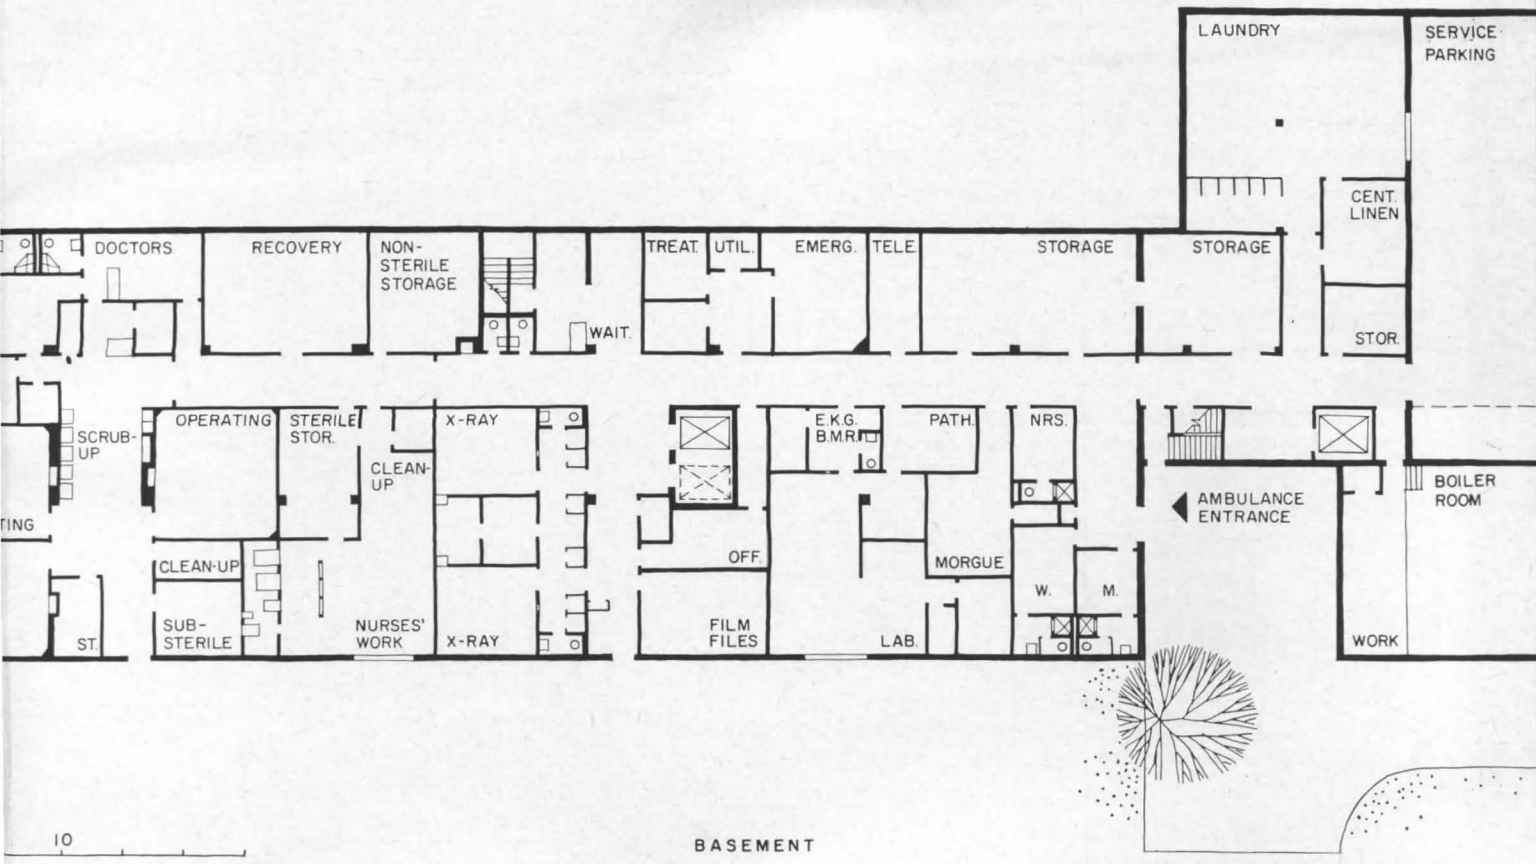 LAUNDRY
SERVICE
PARKING
CENT.
LINEN
STOR.
DOCTORS
RECOVERY
NON-
STERILE
STORAGE
WAIT.
TREAT.
UTIL.
EMERG.
TELE
STORAGE
STORAGE
SCRUB-
UP
OPERATING
STERILE
STOR.
CLEAN-
UP
X-RAY
E.K.G.
B.M.R.
PATH.
NRS.
AMBULANCE
ENTRANCE
BOILER
ROOM
TING
CLEAN-UP
OFF.
MORGUE
W.
M.
ST.
SUB-
STERILE
NURSES'
WORK
X-RAY
FILM
FILES
LAB.
WORK
10
BASEMENT